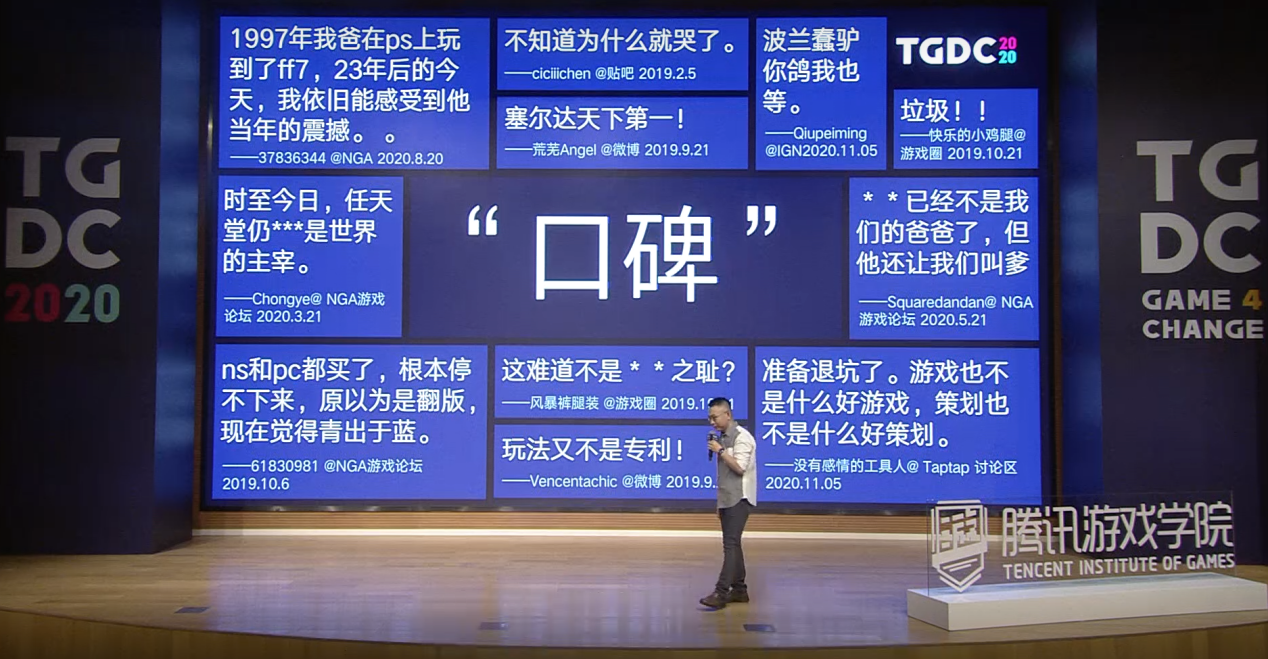 1997年我爸在ps上玩
到了ff7，23年后的今
天，我依旧能感受到他
当年的震撼。 。
——37836344 @NGA 2020.8.20
不知道为什么就哭了。
——ciciiichen @贴吧 2019.2.5
塞尔达天下第一！
——荒芜Angel @微博 2019.9.21
波兰蠢驴
你鸽我也
等。
——Qiupeiming
@IGN2020.11.05
TGDC 20
20
垃圾！！
——快乐的小鸡腿@
游戏圈 2019.10.21
时至今日，任天
堂仍***是世界
的主宰。
——Chongye@ NGA游戏
论坛 2020.3.21
“口碑”
* * 已经不是我
们的爸爸了，但
他还让我们叫爹
——Squaredandan@ NGA
游戏论坛 2020.5.21
ns和pc都买了，根本停
不下来，原以为是翻版，
现在觉得青出于蓝。
——61830981 @NGA游戏论坛
2019.10.6
这难道不是 * * 之耻？
——风暴裤腿装 @游戏圈 2019.1
玩法又不是专利！
——Vencentachic @微博 2019.9.
准备退坑了。游戏也不
是什么好游戏，策划也
不是什么好策划。
——没有感情的工具人@ Taptap 讨论区
2020.11.05
TG
DC
2020
TG
DC
GAME 4
CHANGE
腾讯游戏学院
TENCENT INSTITUTE OF GAMES